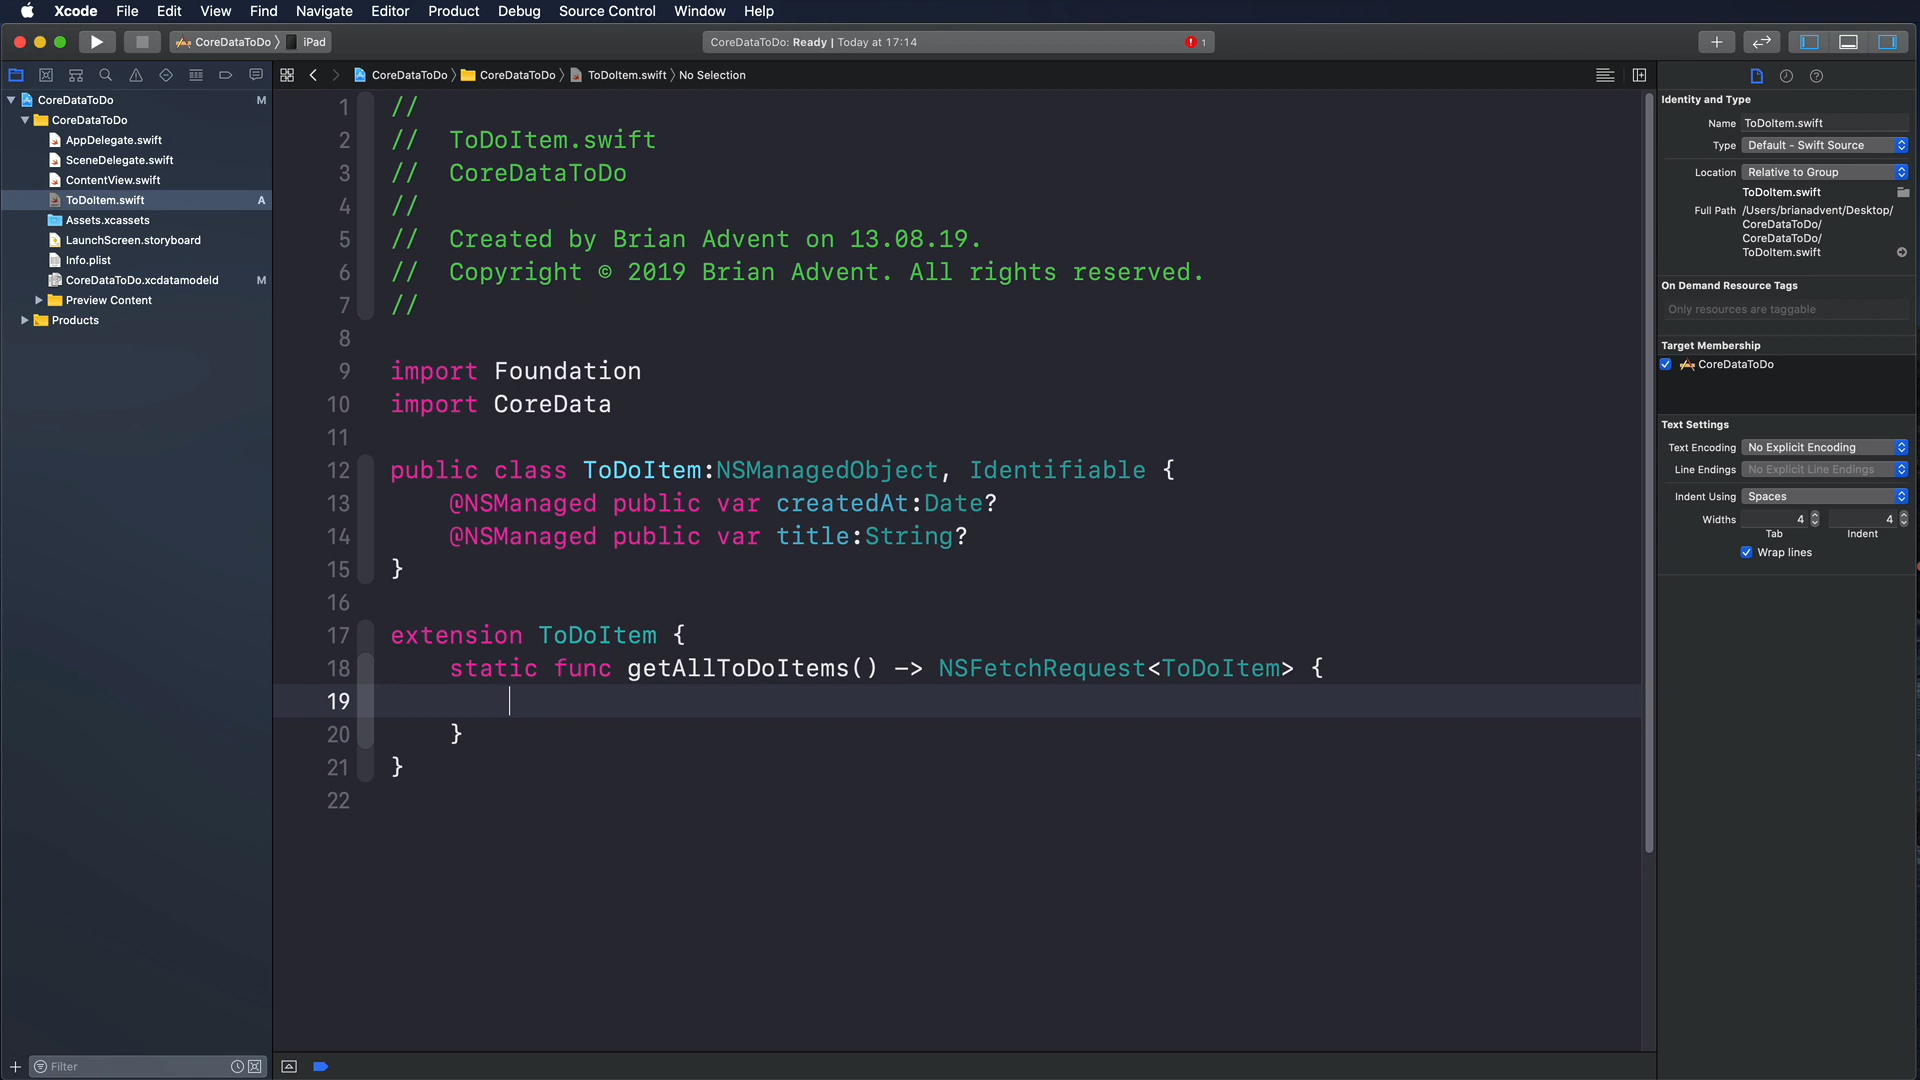 Xcode File Edit View Find Navigate Editor Product Debug Source Control Window Help
CoreDataToDo 〉 iPad
CoreDataToDo: Ready | Today at 17:14
1
CoreDataToDo 〉 CoreDataToDo 〉 ToDoItem.swift 〉 No Selection
CoreDataToDo M
CoreDataToDo
AppDelegate.swift
SceneDelegate.swift
ContentView.swift
ToDoItem.swift A
Assets.xcassets
LaunchScreen.storyboard
Info.plist
CoreDataToDo.xcdatamodeld M
Preview Content
Products
Filter
1 //
2 //  ToDoItem.swift
3 //  CoreDataToDo
4 //
5 //  Created by Brian Advent on 13.08.19.
6 //  Copyright © 2019 Brian Advent. All rights reserved.
7 //
8
9 import Foundation
10 import CoreData
11
12 public class ToDoItem:NSManagedObject, Identifiable {
13     @NSManaged public var createdAt:Date?
14     @NSManaged public var title:String?
15 }
16
17 extension ToDoItem {
18     static func getAllToDoItems() -> NSFetchRequest<ToDoItem> {
19
20     }
21 }
22
Identity and Type
Name ToDoItem.swift
Type Default - Swift Source
Location Relative to Group
ToDoItem.swift
Full Path /Users/brianadvent/Desktop/
CoreDataToDo/
CoreDataToDo/
ToDoItem.swift
On Demand Resource Tags
Only resources are taggable
Target Membership
CoreDataToDo
Text Settings
Text Encoding No Explicit Encoding
Line Endings No Explicit Line Endings
Indent Using Spaces
Widths 4 4
Tab Indent
Wrap lines